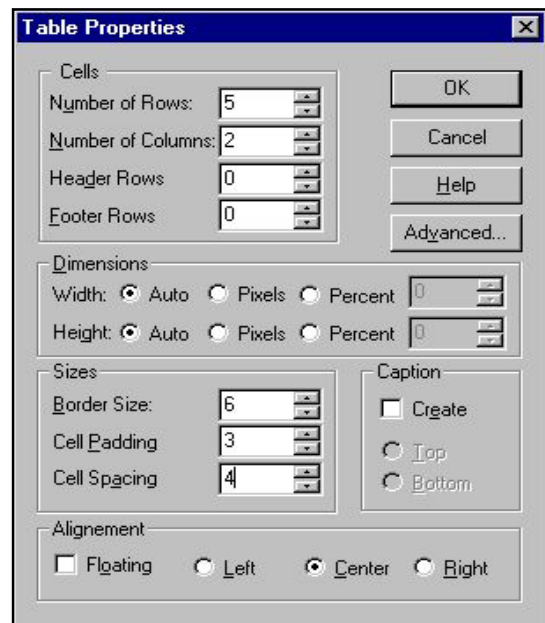 Table Properties
Cells
Number of Rows: 5
Number of Columns: 2
Header Rows 0
Footer Rows 0
OK
Cancel
Help
Advanced...
Dimensions
Width: Auto Pixels Percent 0
Height: Auto Pixels Percent 0
Sizes
Border Size: 6
Cell Padding 3
Cell Spacing 4
Caption
Create
Top
Bottom
Alignement
Floating Left Center Right